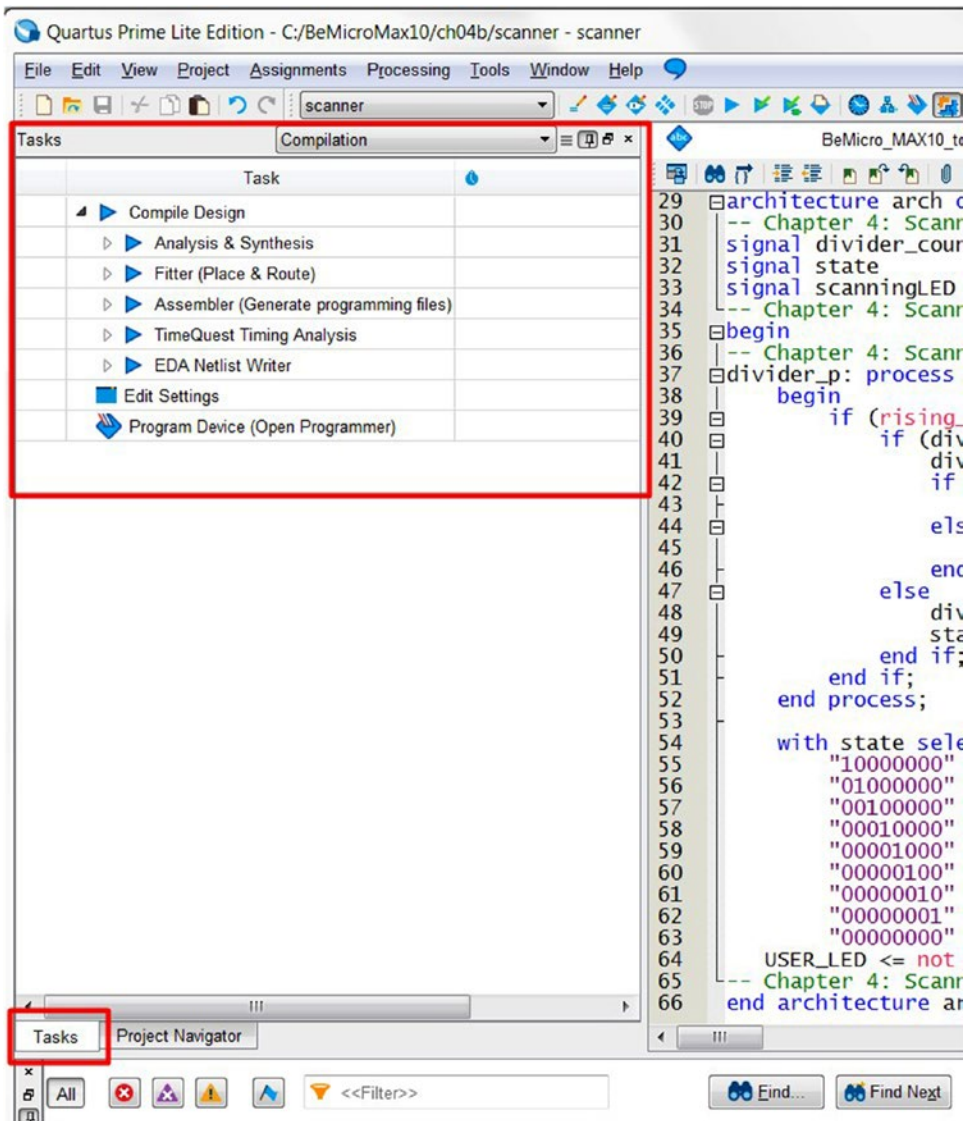 Quartus Prime Lite Edition - C:/BeMicroMax10/ch04b/scanner - scanner
File Edit View Project Assignments Processing Tools Window Help
scanner
STOP
Tasks Compilation
Task
Compile Design
Analysis & Synthesis
Fitter (Place & Route)
Assembler (Generate programming files)
TimeQuest Timing Analysis
EDA Netlist Writer
Edit Settings
Program Device (Open Programmer)
Tasks Project Navigator
abc BeMicro_MAX10_to
29 architecture arch o
30 -- Chapter 4: Scann
31 signal divider_coun
32 signal state
33 signal scanningLED
34 -- Chapter 4: Scann
35 begin
36 -- Chapter 4: Scann
37 divider_p: process
38 begin
39 if (rising_
40 if (div
41 div
42 if
43
44 els
45
46 end
47 else
48 div
49 sta
50 end if;
51 end if;
52 end process;
53
54 with state sele
55 "10000000"
56 "01000000"
57 "00100000"
58 "00010000"
59 "00001000"
60 "00000100"
61 "00000010"
62 "00000001"
63 "00000000"
64 USER_LED <= not
65 -- Chapter 4: Scann
66 end architecture ar
All <<Filter>> Find... Find Next